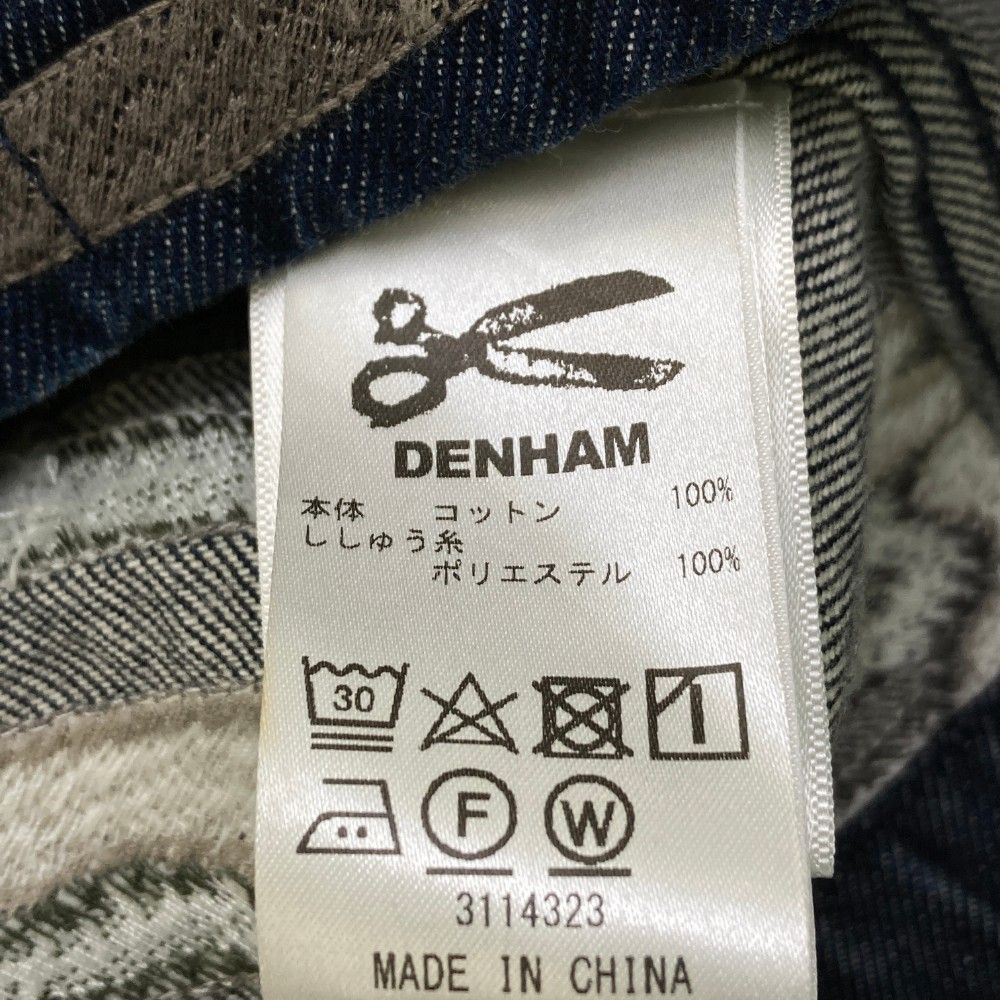 DENHAM
本体 コットン 100%
ししゅう糸
ポリエステル 100%
30
F W
3114323
MADE IN CHINA